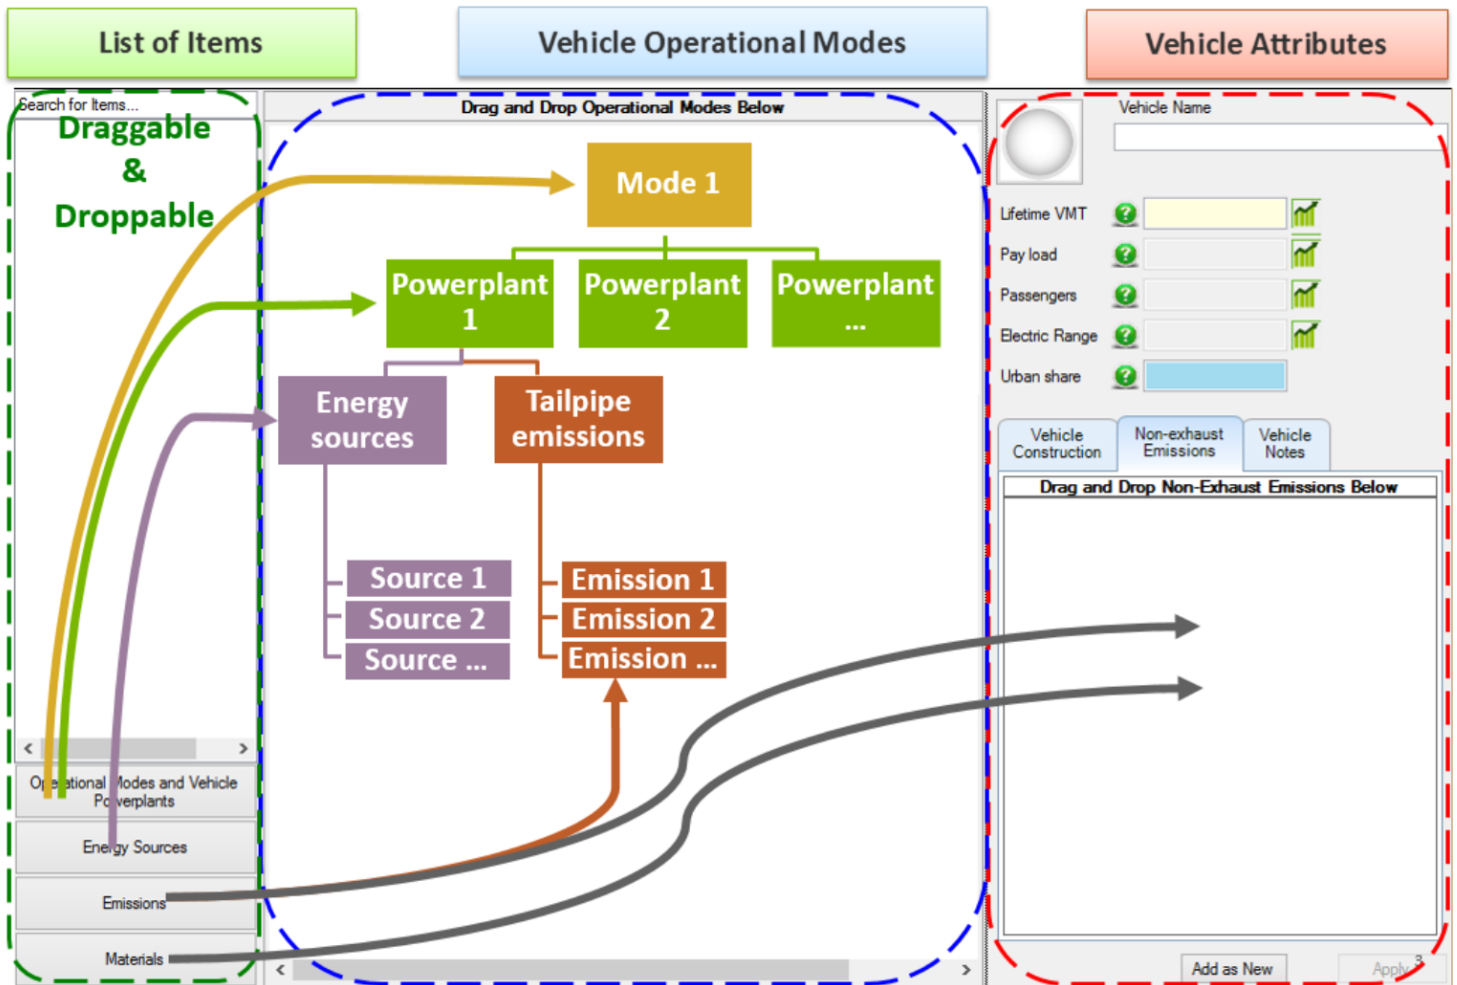 List of Items
Vehicle Operational Modes
Vehicle Attributes
Search for Items...
Draggable
&
Droppable
Operational Modes and Vehicle
Powerplants
Energy Sources
Emissions
Materials
Drag and Drop Operational Modes Below
Mode 1
Powerplant
1
Powerplant
2
Powerplant
...
Energy
sources
Tailpipe
emissions
Source 1
Source 2
Source ...
Emission 1
Emission 2
Emission ...
Vehicle Name
Lifetime VMT
Pay load
Passengers
Electric Range
Urban share
Vehicle
Construction
Non-exhaust
Emissions
Vehicle
Notes
Drag and Drop Non-Exhaust Emissions Below
Add as New
Apply
3